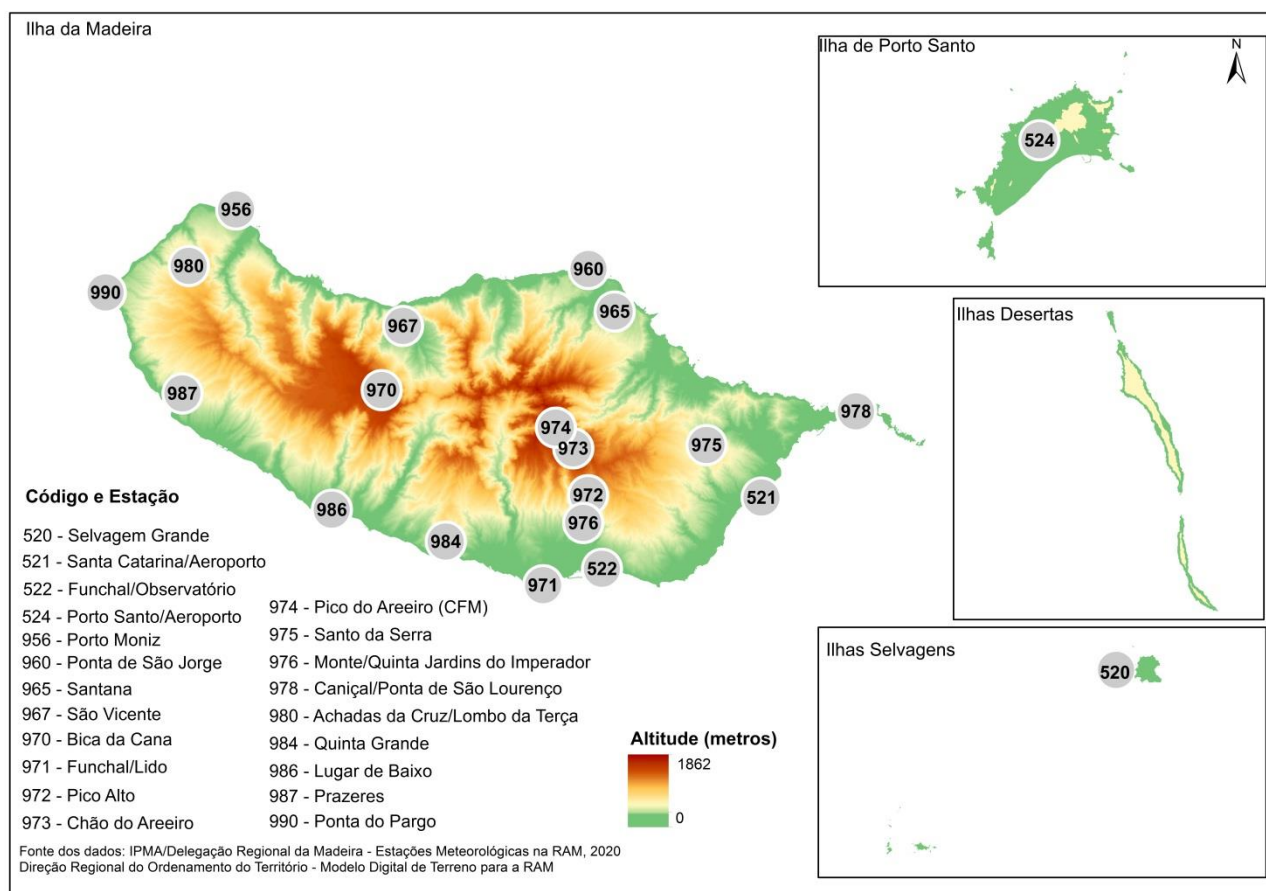 Ilha da Madeira
Ilha de Porto Santo
N
524
956
980
990
960
965
967
970
987
974
973
975
978
972
976
521
986
984
971
522
Ilhas Desertas
Ilhas Selvagens
520
Código e Estação
520 - Selvagem Grande
521 - Santa Catarina/Aeroporto
522 - Funchal/Observatório
524 - Porto Santo/Aeroporto
956 - Porto Moniz
960 - Ponta de São Jorge
965 - Santana
967 - São Vicente
970 - Bica da Cana
971 - Funchal/Lido
972 - Pico Alto
973 - Chão do Areeiro
974 - Pico do Areeiro (CFM)
975 - Santo da Serra
976 - Monte/Quinta Jardins do Imperador
978 - Caniçal/Ponta de São Lourenço
980 - Achadas da Cruz/Lombo da Terça
984 - Quinta Grande
986 - Lugar de Baixo
987 - Prazeres
990 - Ponta do Pargo
Altitude (metros)
1862
0
Fonte dos dados: IPMA/Delegação Regional da Madeira - Estações Meteorológicas na RAM, 2020
Direção Regional do Ordenamento do Território - Modelo Digital de Terreno para a RAM